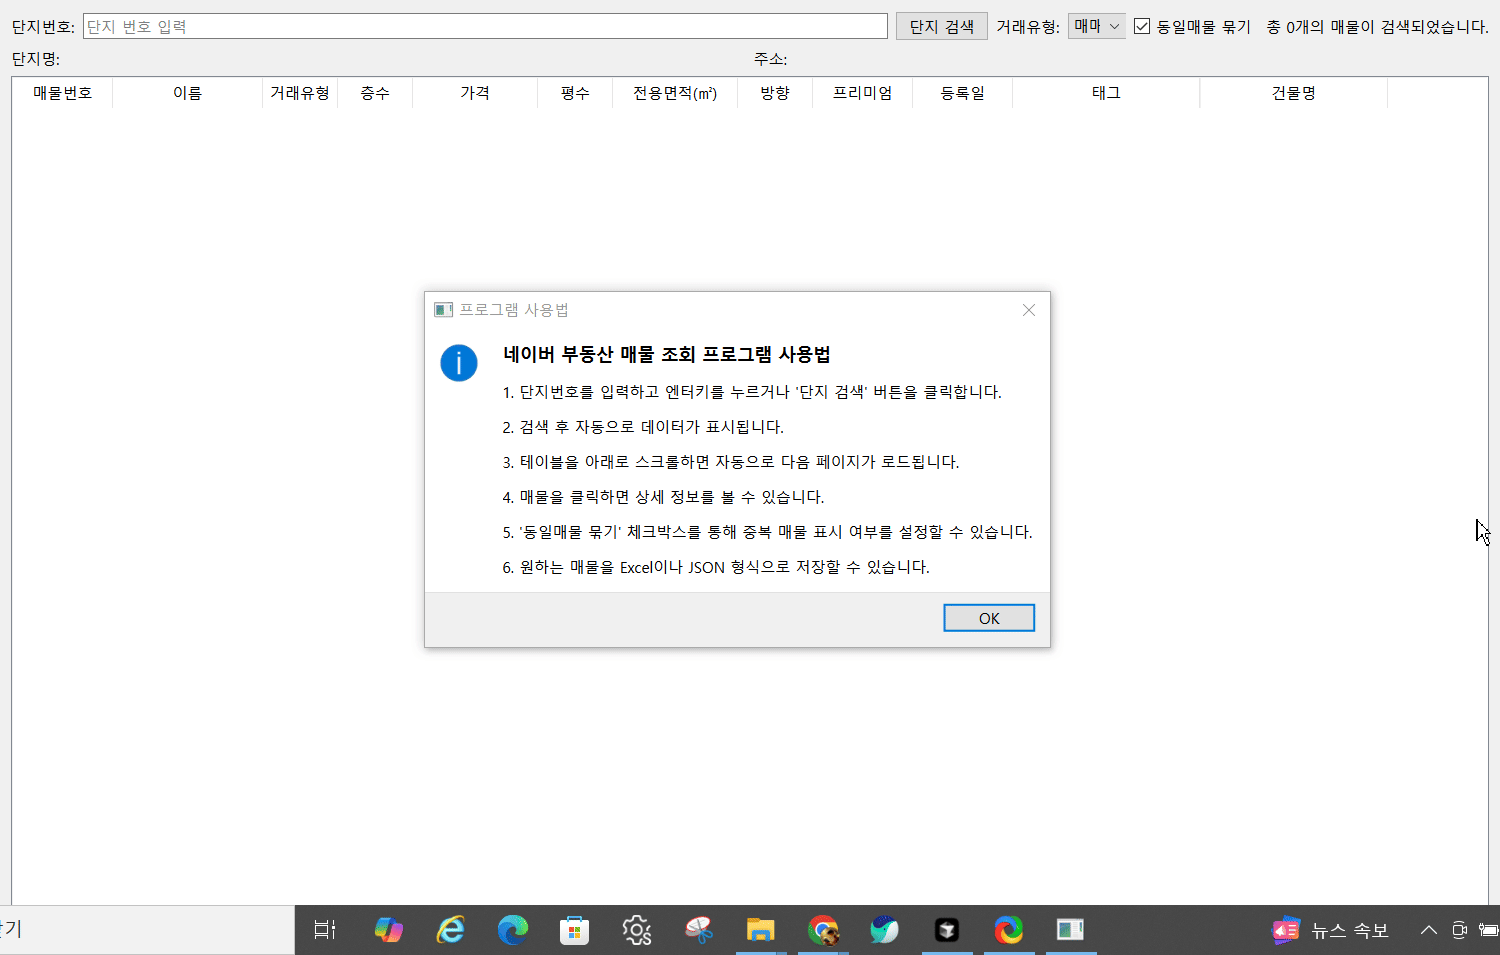 단지번호: 단지 번호 입력 단지 검색 거래유형: 매매 동일매물 묶기 총 0개의 매물이 검색되었습니다.
단지명: 주소:
매물번호 이름 거래유형 층수 가격 평수 전용면적(㎡) 방향 프리미엄 등록일 태그 건물명
프로그램 사용법
네이버 부동산 매물 조회 프로그램 사용법
1. 단지번호를 입력하고 엔터키를 누르거나 '단지 검색' 버튼을 클릭합니다.
2. 검색 후 자동으로 데이터가 표시됩니다.
3. 테이블을 아래로 스크롤하면 자동으로 다음 페이지가 로드됩니다.
4. 매물을 클릭하면 상세 정보를 볼 수 있습니다.
5. '동일매물 묶기' 체크박스를 통해 중복 매물 표시 여부를 설정할 수 있습니다.
6. 원하는 매물을 Excel이나 JSON 형식으로 저장할 수 있습니다.
OK
기 뉴스 속보